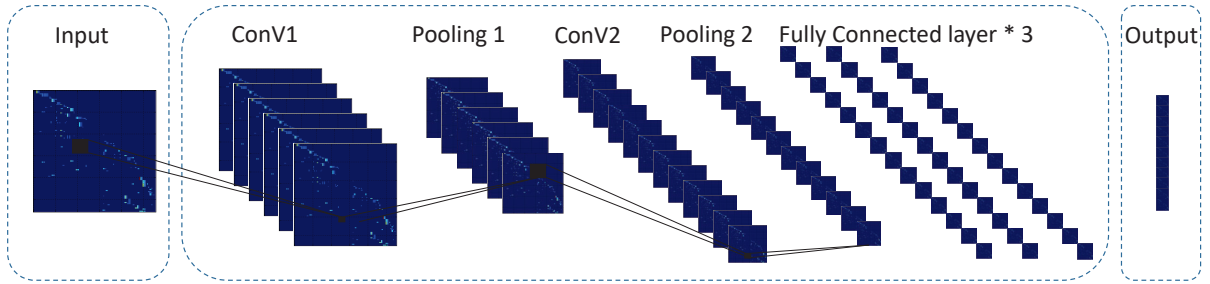 Input
ConV1
Pooling 1
ConV2
Pooling 2
Fully Connected layer * 3
Output